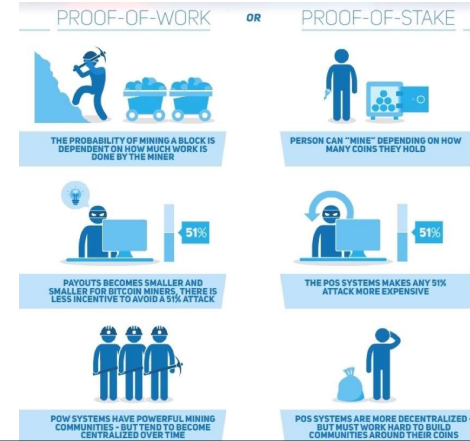 PROOF-OF-WORK
OR
PROOF-OF-STAKE
THE PROBABILITY OF MINING A BLOCK IS
DEPENDENT ON HOW MUCH WORK IS
DONE BY THE MINER
PERSON CAN "MINE" DEPENDING ON HOW
MANY COINS THEY HOLD
51%
51%
PAYOUTS BECOMES SMALLER AND
SMALLER FOR BITCOIN MINERS, THERE IS
LESS INCENTIVE TO AVOID A 51% ATTACK
THE POS SYSTEMS MAKES ANY 51%
ATTACK MORE EXPENSIVE
POW SYSTEMS HAVE POWERFUL MINING
COMMUNITIES - BUT TEND TO BECOME
CENTRALIZED OVER TIME
POS SYSTEMS ARE MORE DECENTRALIZED -
BUT MUST WORK HARD TO BUILD
COMMUNITIES AROUND THEIR COINS